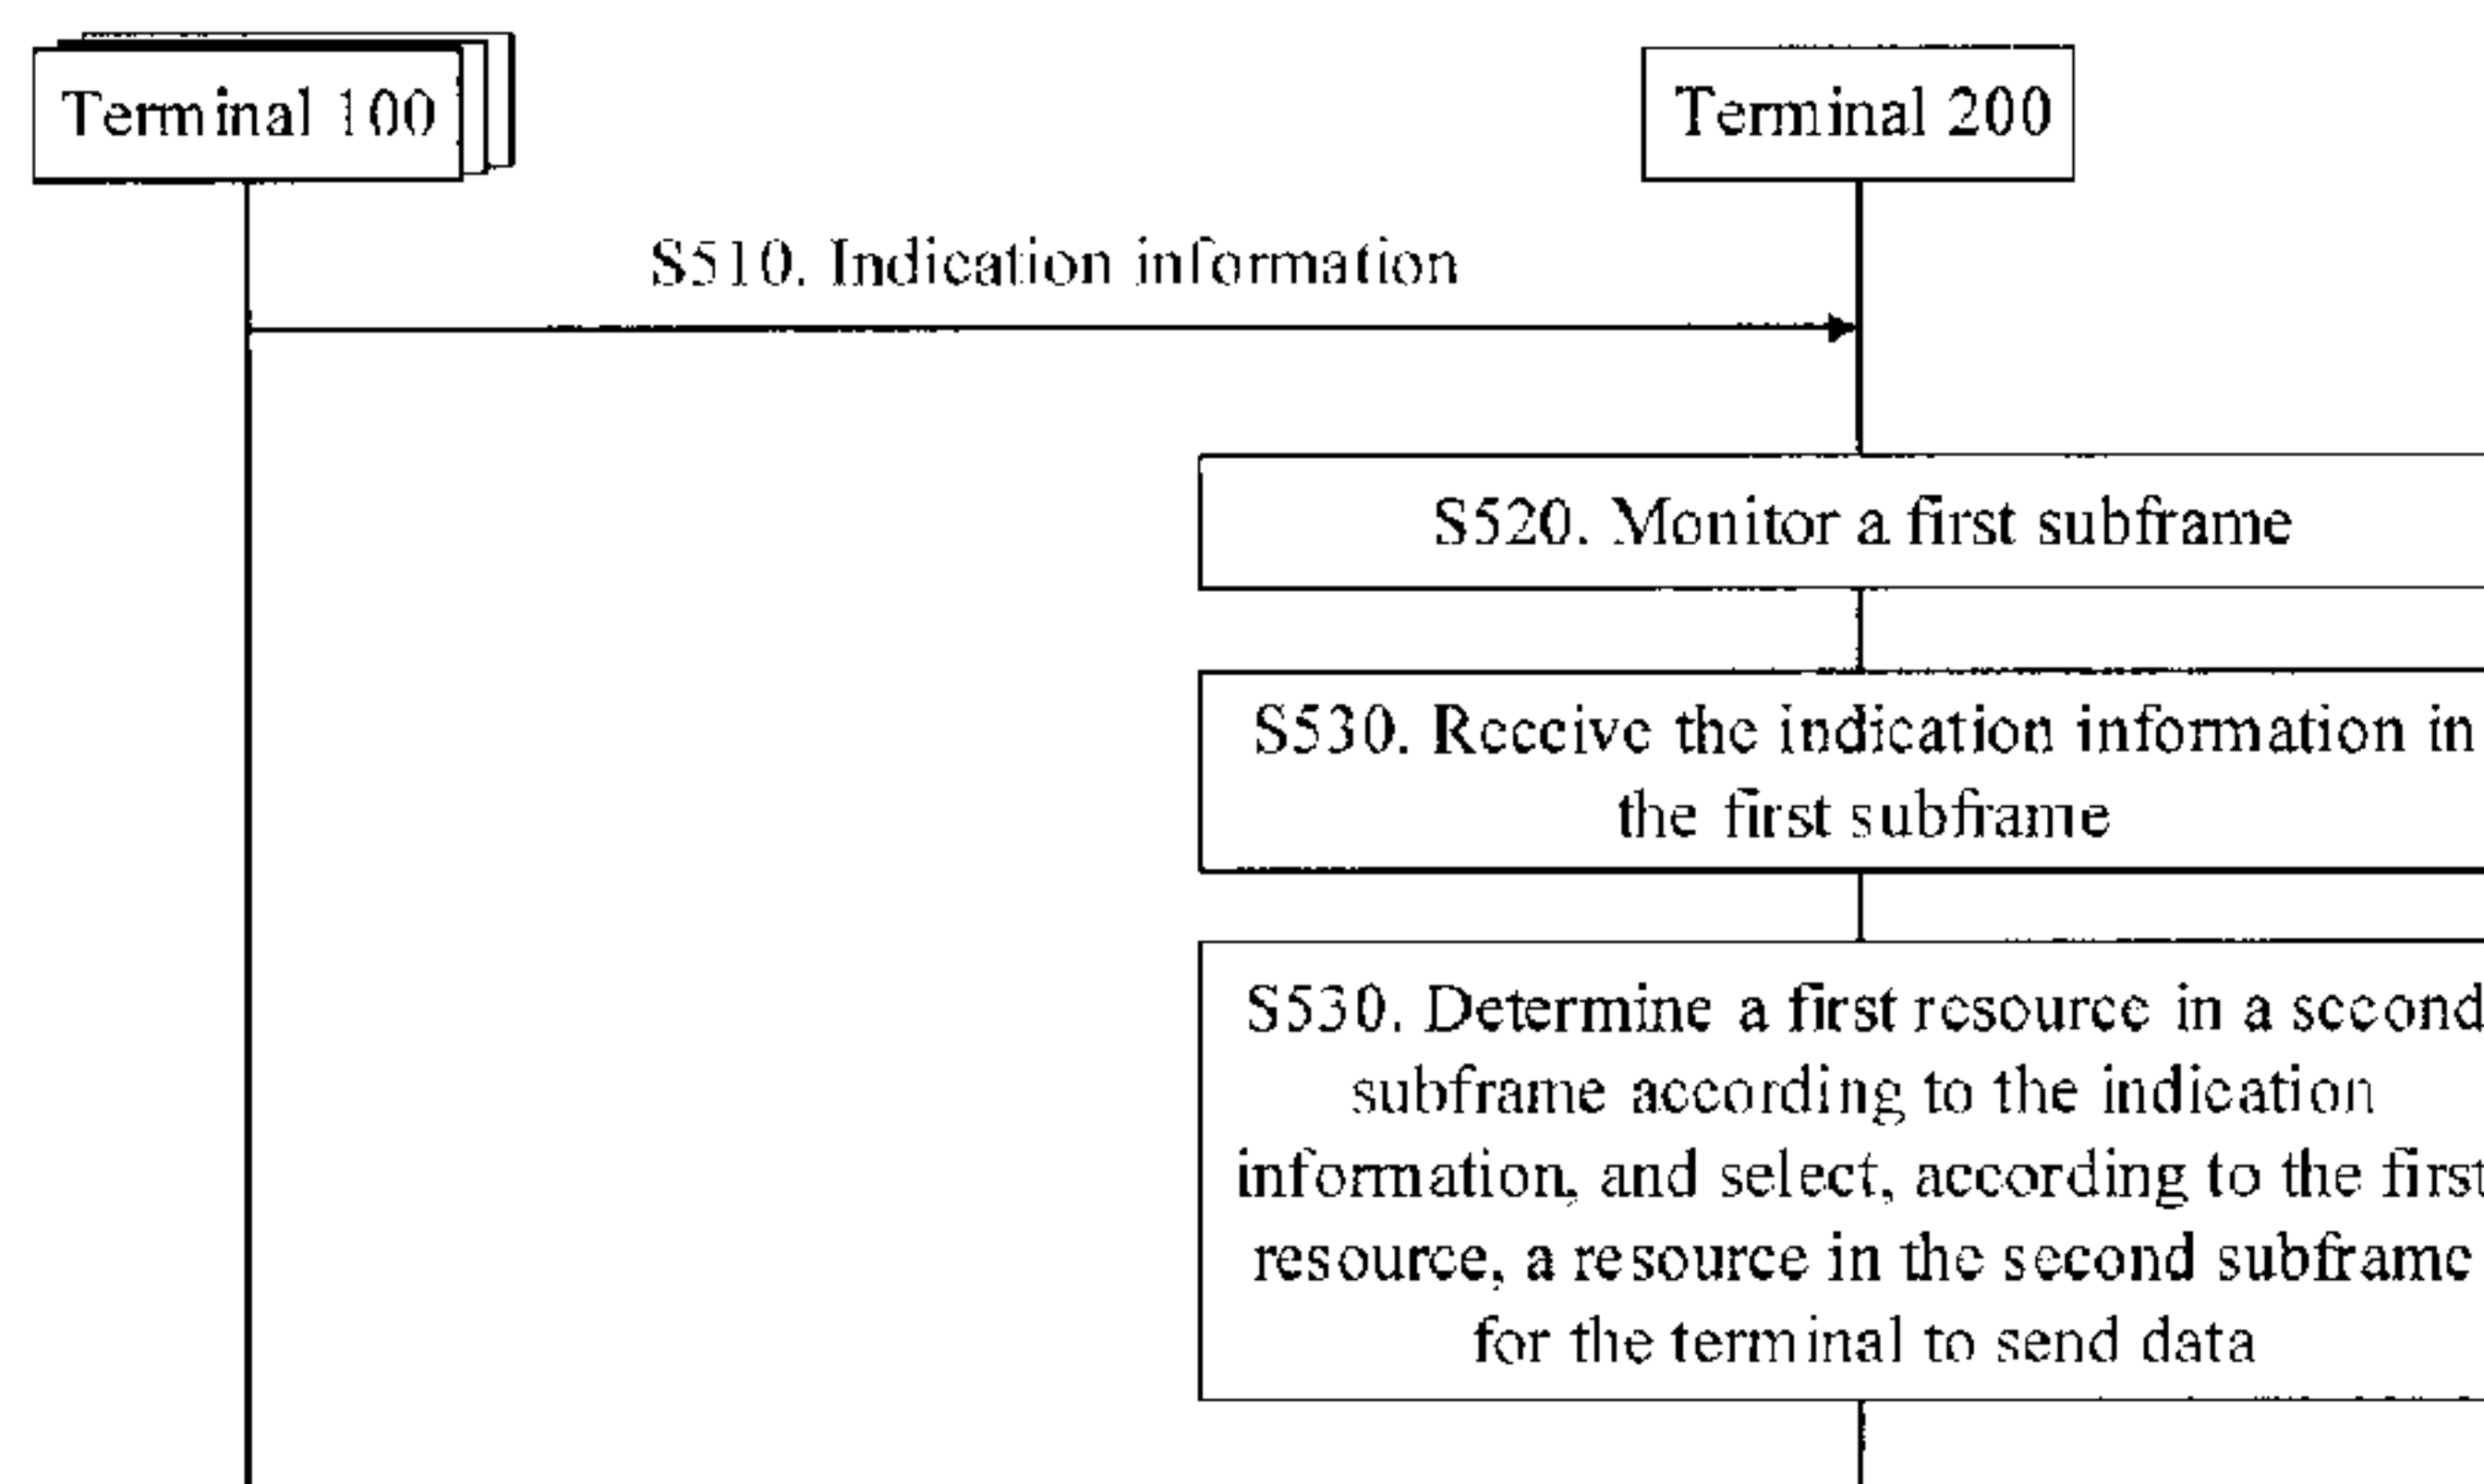 Terminal 100
Terminal 200
S510. Indication information
S520. Monitor a first subframe
S530. Receive the indication information in
the first subframe
S530. Determine a first resource in a second
subframe according to the indication
information, and select, according to the first
resource, a resource in the second subframe
for the terminal to send data